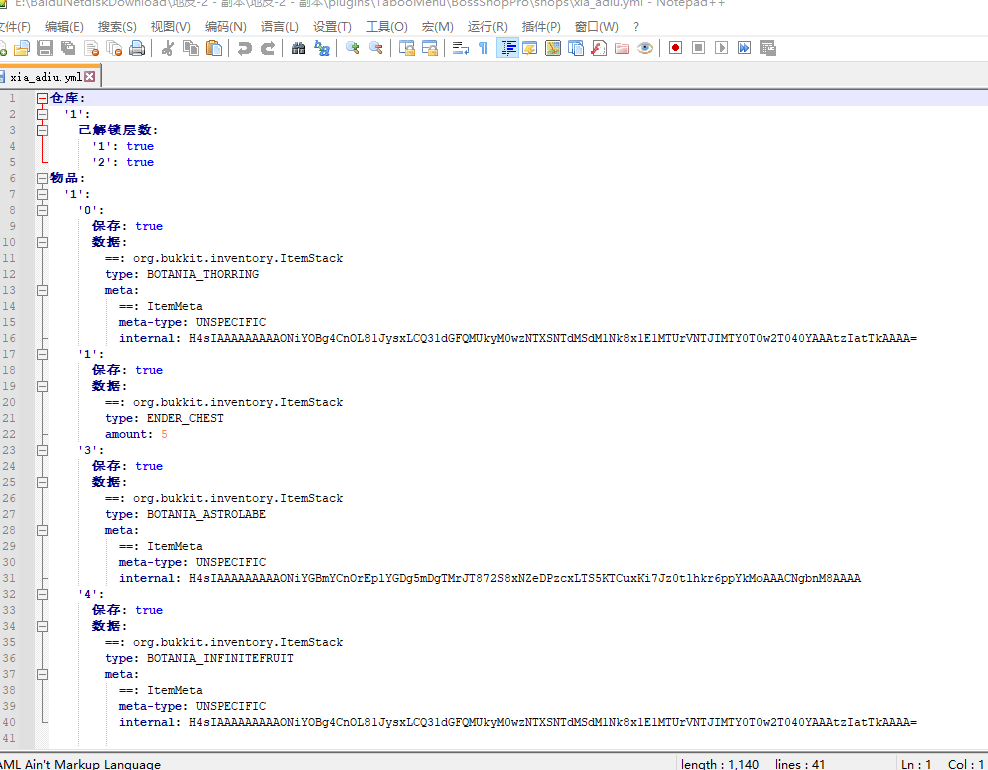 E:\BaiduNetdiskDownload\地皮-2 - 副本\地皮-2 - 副本\plugins\TabooMenu\BossShopPro\shops\xia_adiu.yml - Notepad++
文件(F) 编辑(E) 搜索(S) 视图(V) 编码(N) 语言(L) 设置(T) 工具(O) 宏(M) 运行(R) 插件(P) 窗口(W) ?
xia_adiu.yml
1 仓库:
2 '1':
3 已解锁层数:
4 '1': true
5 '2': true
6 物品:
7 '1':
8 '0':
9 保存: true
10 数据:
11 ==: org.bukkit.inventory.ItemStack
12 type: BOTANIA_THORRING
13 meta:
14 ==: ItemMeta
15 meta-type: UNSPECIFIC
16 internal: H4sIAAAAAAAAAONiYOBg4CnOL81JysxLCQ31dGFQMUkyM0wzNTXSNTdMSdM1Nk8x1E1MTUrVNTJIMTY0T0w2T040YAAAtzIatTkAAAA=
17 '1':
18 保存: true
19 数据:
20 ==: org.bukkit.inventory.ItemStack
21 type: ENDER_CHEST
22 amount: 5
23 '3':
24 保存: true
25 数据:
26 ==: org.bukkit.inventory.ItemStack
27 type: BOTANIA_ASTROLABE
28 meta:
29 ==: ItemMeta
30 meta-type: UNSPECIFIC
31 internal: H4sIAAAAAAAAAONiYGBmYCnOrEplYGDg5mDgTMrJT872S8xNZeDPzcxLTS5KTCuxKi7Jz0tlhkr6ppYkMoAAACNgbnM8AAAA
32 '4':
33 保存: true
34 数据:
35 ==: org.bukkit.inventory.ItemStack
36 type: BOTANIA_INFINITEFRUIT
37 meta:
38 ==: ItemMeta
39 meta-type: UNSPECIFIC
40 internal: H4sIAAAAAAAAAONiYOBg4CnOL81JysxLCQ31dGFQMUkyM0wzNTXSNTdMSdM1Nk8x1E1MTUrVNTJIMTY0T0w2T040YAAAtzIatTkAAAA=
41
AML Ain't Markup Language length : 1,140 lines : 41 Ln : 1 Col : 1